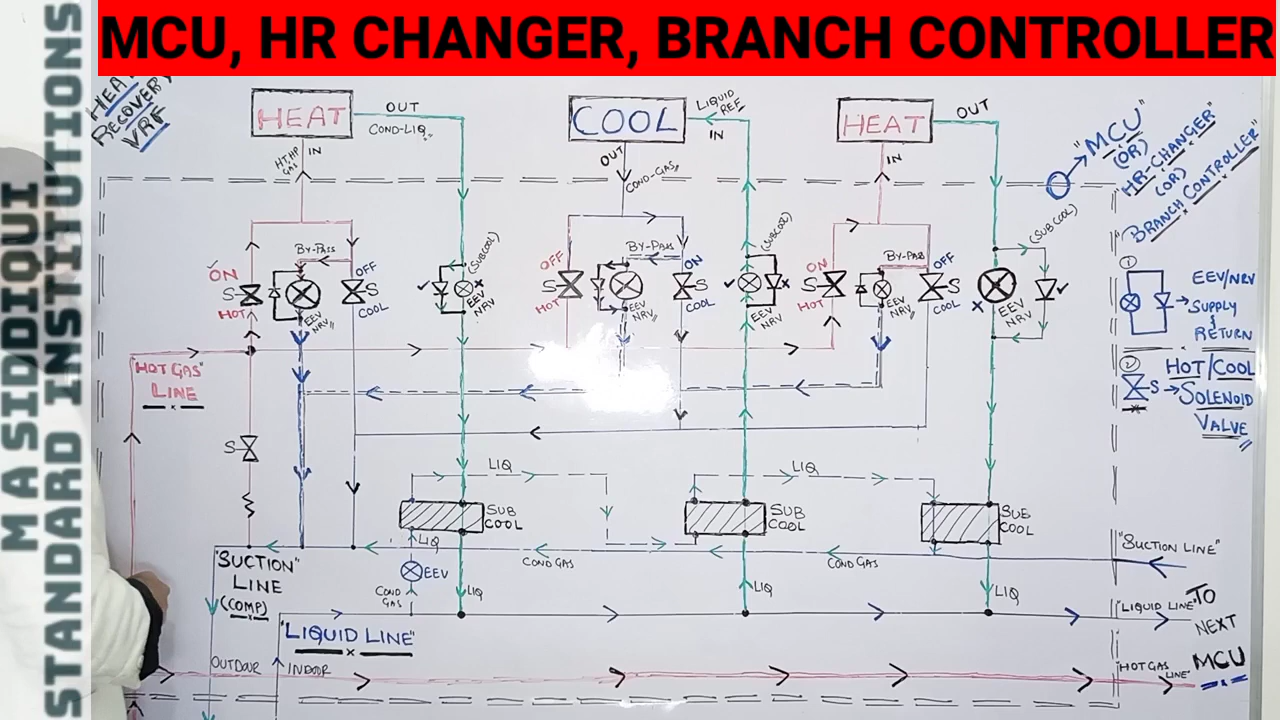 MCU, HR CHANGER, BRANCH CONTROLLER
M A SIDDIQUI
STANDARD INSTITUTIONS
HEAT
RECOVERY
VRF
HEAT
OUT
COND-LIQ
IN
HT.HP
GAS
COOL
LIQUID
REF
IN
OUT
COND-GAS
HEAT
OUT
IN
"MCU"
(OR)
HR-CHANGER
(OR)
BRANCH CONTROLLER"
ON
S
HOT
BY-PASS
EEV
NRV
OFF
S
COOL
(SUBCOOL)
EEV
NRV
OFF
S
HOT
BY-PASS
EEV
NRV
ON
S
COOL
(SUBCOOL)
EEV
NRV
ON
S
HOT
BY-PASS
EEV
NRV
OFF
S
COOL
(SUBCOOL)
EEV
NRV
①
EEV/NRV
SUPPLY
&
RETURN
②
HOT/COOL
S
SOLENOID
VALVE
"HOT GAS"
LINE
S
LIQ
LIQ
SUB
COOL
SUB
COOL
SUB
COOL
LIQ
EEV
COND
GAS
COND GAS
COND GAS
LIQ
LIQ
LIQ
"SUCTION"
LINE
(COMP)
"SUCTION LINE"
"LIQUID LINE"
"LIQUID LINE"
TO
NEXT
MCU
OUTDOOR
INDOOR
HOT GAS
LINE"